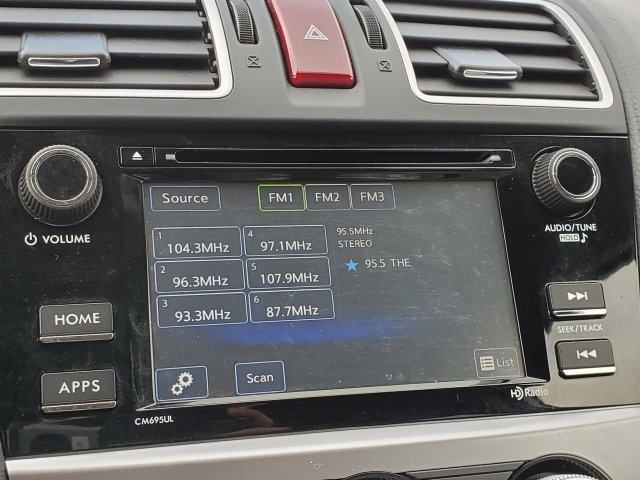 VOLUME
AUDIO/TUNE
HOLD
Source
FM1 FM2 FM3
1 104.3MHz
4 97.1MHz
95.5MHz
STEREO
2 96.3MHz
5 107.9MHz
95.5 THE
3 93.3MHz
6 87.7MHz
HOME
APPS
SEEK/TRACK
Scan
List
HD Radio
CM695UL